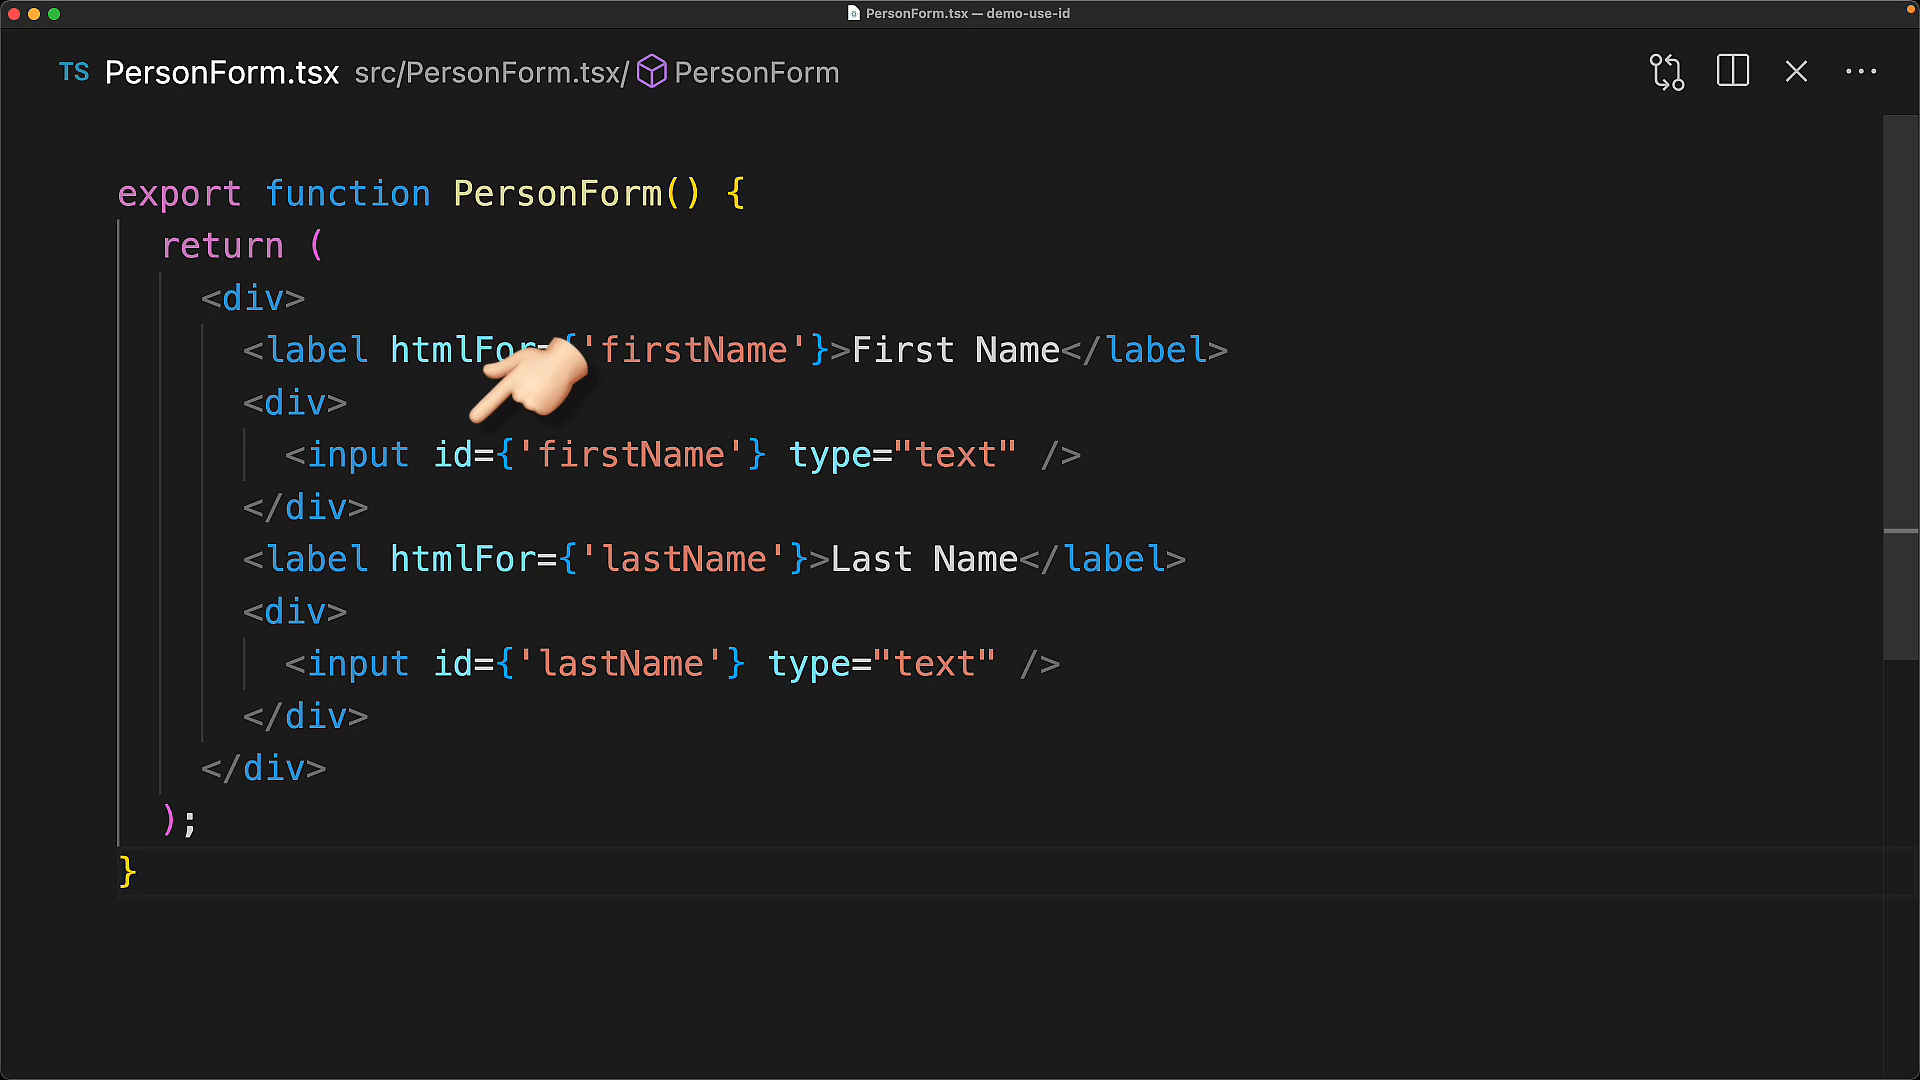 PersonForm.tsx — demo-use-id
TS PersonForm.tsx src/PersonForm.tsx/ PersonForm
export function PersonForm() {
return (
<div>
<label htmlFor={'firstName'}>First Name</label>
<div>
<input id={'firstName'} type="text" />
</div>
<label htmlFor={'lastName'}>Last Name</label>
<div>
<input id={'lastName'} type="text" />
</div>
</div>
);
}